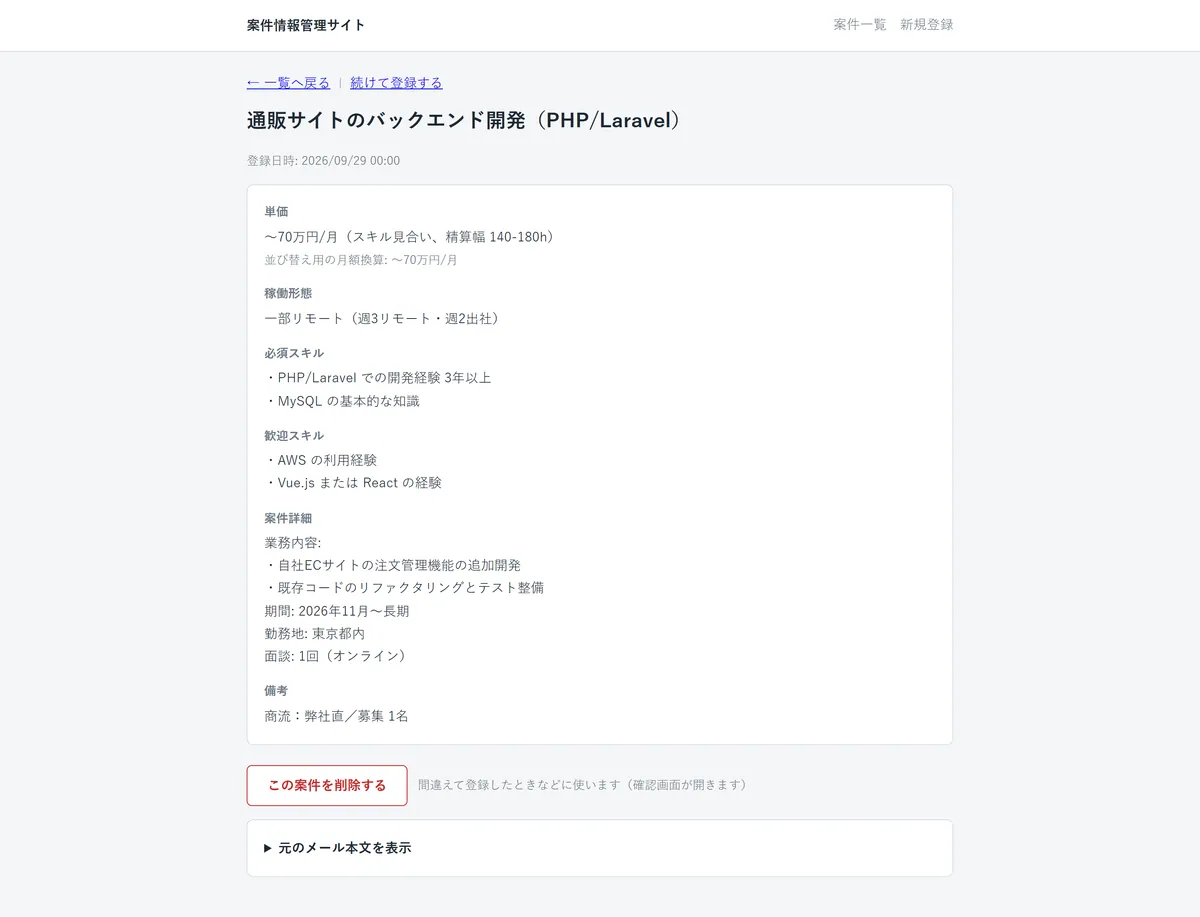 案件情報管理サイト
案件一覧 新規登録
← 一覧へ戻る | 続けて登録する
通販サイトのバックエンド開発（PHP/Laravel）
登録日時: 2026/09/29 00:00
単価
〜70万円/月（スキル見合い、精算幅 140-180h）
並び替え用の月額換算: 〜70万円/月
稼働形態
一部リモート（週3リモート・週2出社）
必須スキル
・PHP/Laravel での開発経験 3年以上
・MySQL の基本的な知識
歓迎スキル
・AWS の利用経験
・Vue.js または React の経験
案件詳細
業務内容:
・自社ECサイトの注文管理機能の追加開発
・既存コードのリファクタリングとテスト整備
期間: 2026年11月〜長期
勤務地: 東京都内
面談: 1回（オンライン）
備考
商流：弊社直／募集 1名
この案件を削除する 間違えて登録したときなどに使います（確認画面が開きます）
▶ 元のメール本文を表示